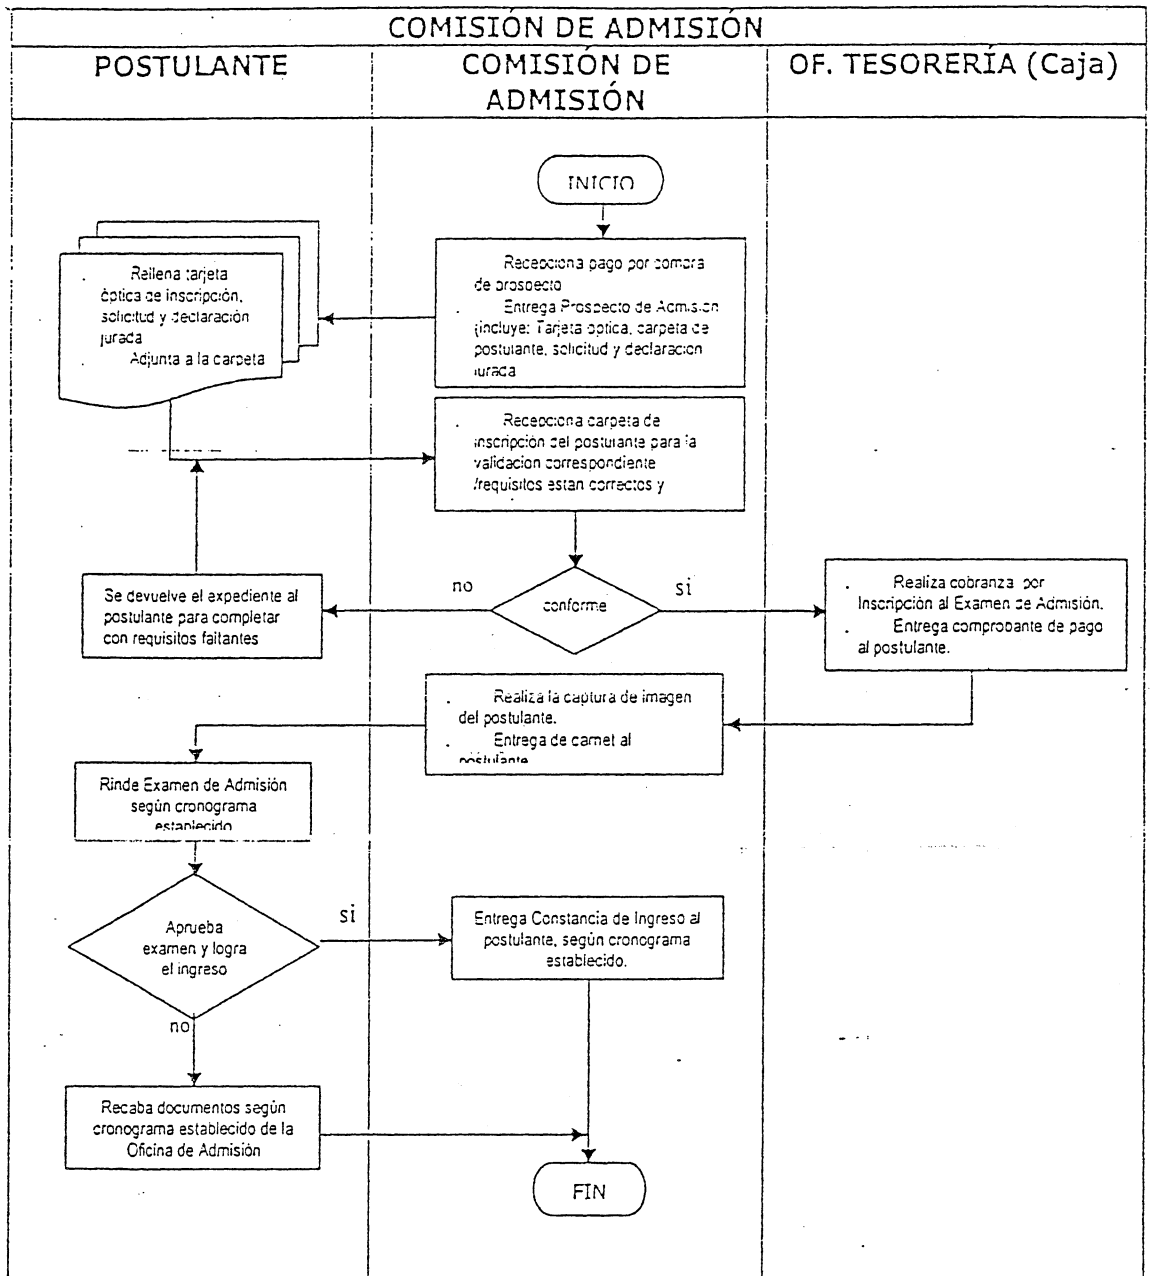 COMISIÓN DE ADMISIÓN
POSTULANTE
COMISIÓN DE
ADMISIÓN
OF. TESORERÍA (Caja)
INICIO
. Recepciona pago por compra
de prospecto
. Entrega Prospecto de Admisión
(incluye: Tarjeta optica, carpeta de
postulante, solicitud y declaracion
jurada
. Rellena tarjeta
óptica de inscripción,
solicitud y declaración
jurada
. Adjunta a la carpeta
. Recepciona carpeta de
inscripción del postulante para la
validacion correspondiente
/requisitos estan correctos y
conforme
no
si
Se devuelve el expediente al
postulante para completar
con requisitos faltantes
. Realiza cobranza por
Inscripción al Examen de Admisión.
. Entrega comprobante de pago
al postulante.
. Realiza la captura de imagen
del postulante.
. Entrega de carnet al
postulante
Rinde Examen de Admisión
según cronograma
establecido
Aprueba
examen y logra
el ingreso
si
no
Entrega Constancia de Ingreso al
postulante, según cronograma
establecido.
Recaba documentos según
cronograma establecido de la
Oficina de Admisión
FIN